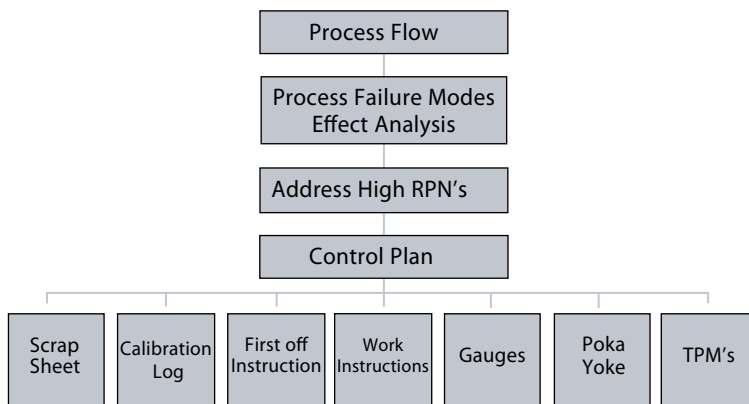 Process Flow
Process Failure Modes
Effect Analysis
Address High RPN's
Control Plan
Scrap
Sheet
Calibration
Log
First off
Instruction
Work
Instructions
Gauges
Poka
Yoke
TPM's